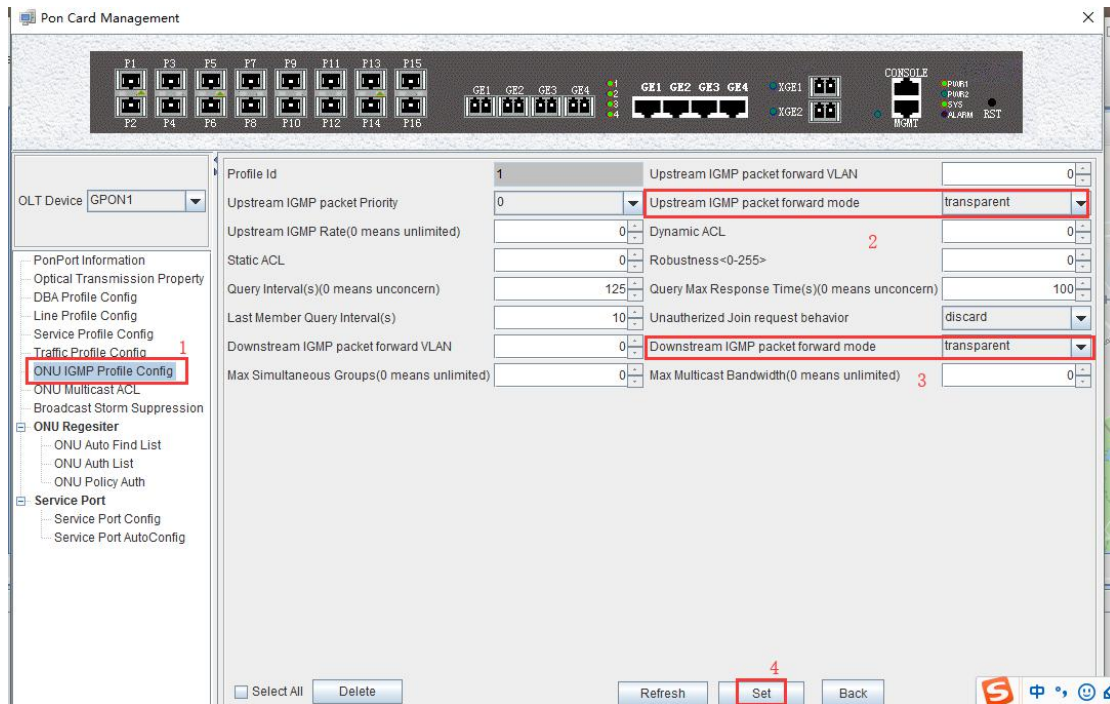 Pon Card Management
P1 P3 P5 P7 P9 P11 P13 P15
P2 P4 P6 P8 P10 P12 P14 P16
GE1 GE2 GE3 GE4
1
2
3
4
GE1 GE2 GE3 GE4
XGE1
XGE2
CONSOLE
MGMT
PWR1
PWR2
SYS
ALARM
RST
OLT Device GPON1
PonPort Information
Optical Transmission Property
DBA Profile Config
Line Profile Config
Service Profile Config
Traffic Profile Config
1
ONU IGMP Profile Config
ONU Multicast ACL
Broadcast Storm Suppression
ONU Regesiter
ONU Auto Find List
ONU Auth List
ONU Policy Auth
Service Port
Service Port Config
Service Port AutoConfig
Profile Id 1 Upstream IGMP packet forward VLAN 0
Upstream IGMP packet Priority 0 Upstream IGMP packet forward mode transparent
Upstream IGMP Rate(0 means unlimited) 0 Dynamic ACL 0
2
Static ACL 0 Robustness<0-255> 0
Query Interval(s)(0 means unconcern) 125 Query Max Response Time(s)(0 means unconcern) 100
Last Member Query Interval(s) 10 Unautherized Join request behavior discard
Downstream IGMP packet forward VLAN 0 Downstream IGMP packet forward mode transparent
Max Simultaneous Groups(0 means unlimited) 0 Max Multicast Bandwidth(0 means unlimited) 0
3
4
Select All Delete Refresh Set Back
S 中